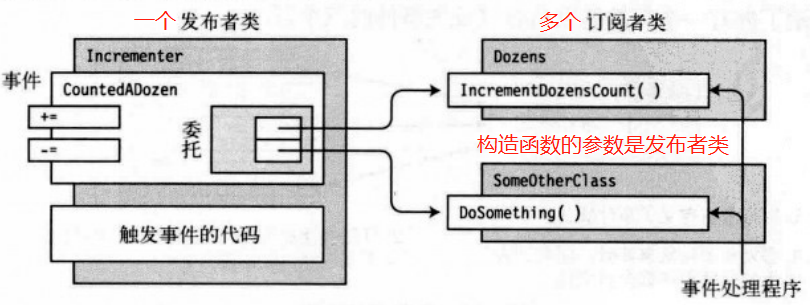 一个 发布者类
多个 订阅者类
Incrementer
事件
CountedADozen
+=
-=
委托
触发事件的代码
Dozens
IncrementDozensCount( )
构造函数的参数是发布者类
SomeOtherClass
DoSomething( )
事件处理程序